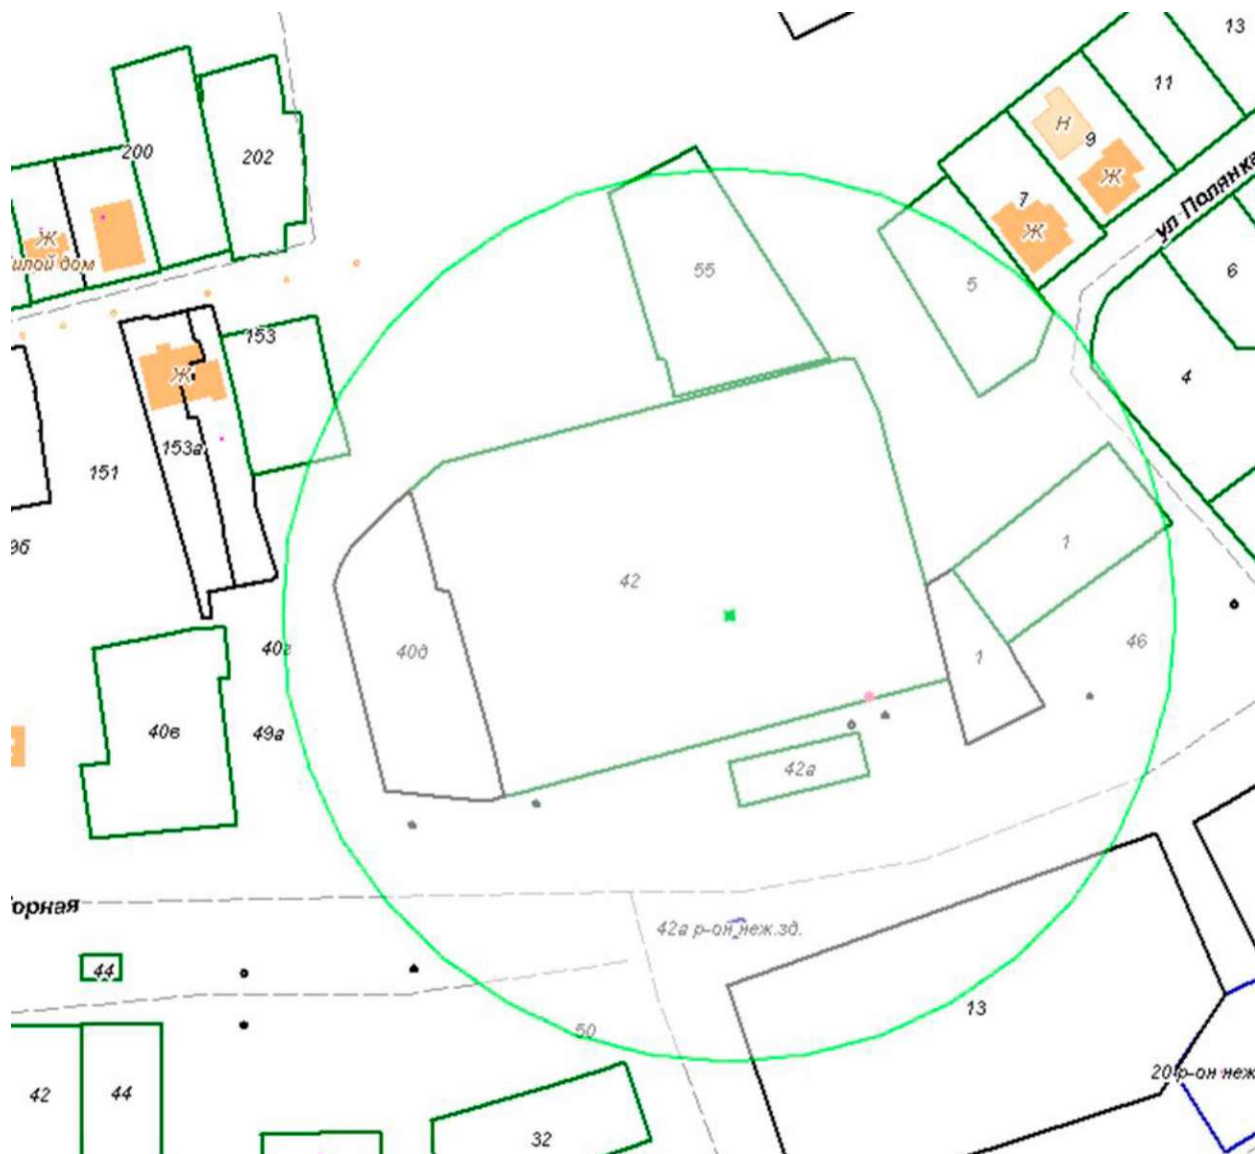 13
11
Н
9
200
202
Ж
7
ул Полянка
Ж
Ж
илой дом
55
5
6
153
Ж
4
153а
151
9б
1
42
46
40г
40д
1
40в
49а
42а
орная
42а р-он неж.зд.
44
13
50
20 р-он неж
42
44
32